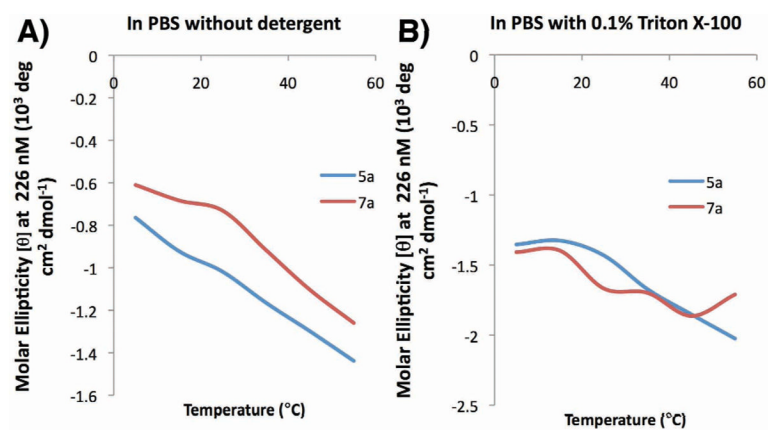 A)
In PBS without detergent
0
0
20
40
60
-0.2
-0.4
-0.6
-0.8
-1
-1.2
-1.4
-1.6
Molar Ellipticity [θ] at 226 nM (10³ deg
cm² dmol⁻¹)
5a
7a
Temperature (°C)
B)
In PBS with 0.1% Triton X-100
0
0
20
40
60
-0.5
-1
-1.5
-2
-2.5
Molar Ellipticity [θ] at 226 nM (10³ deg
cm² dmol⁻¹)
5a
7a
Temperature (°C)